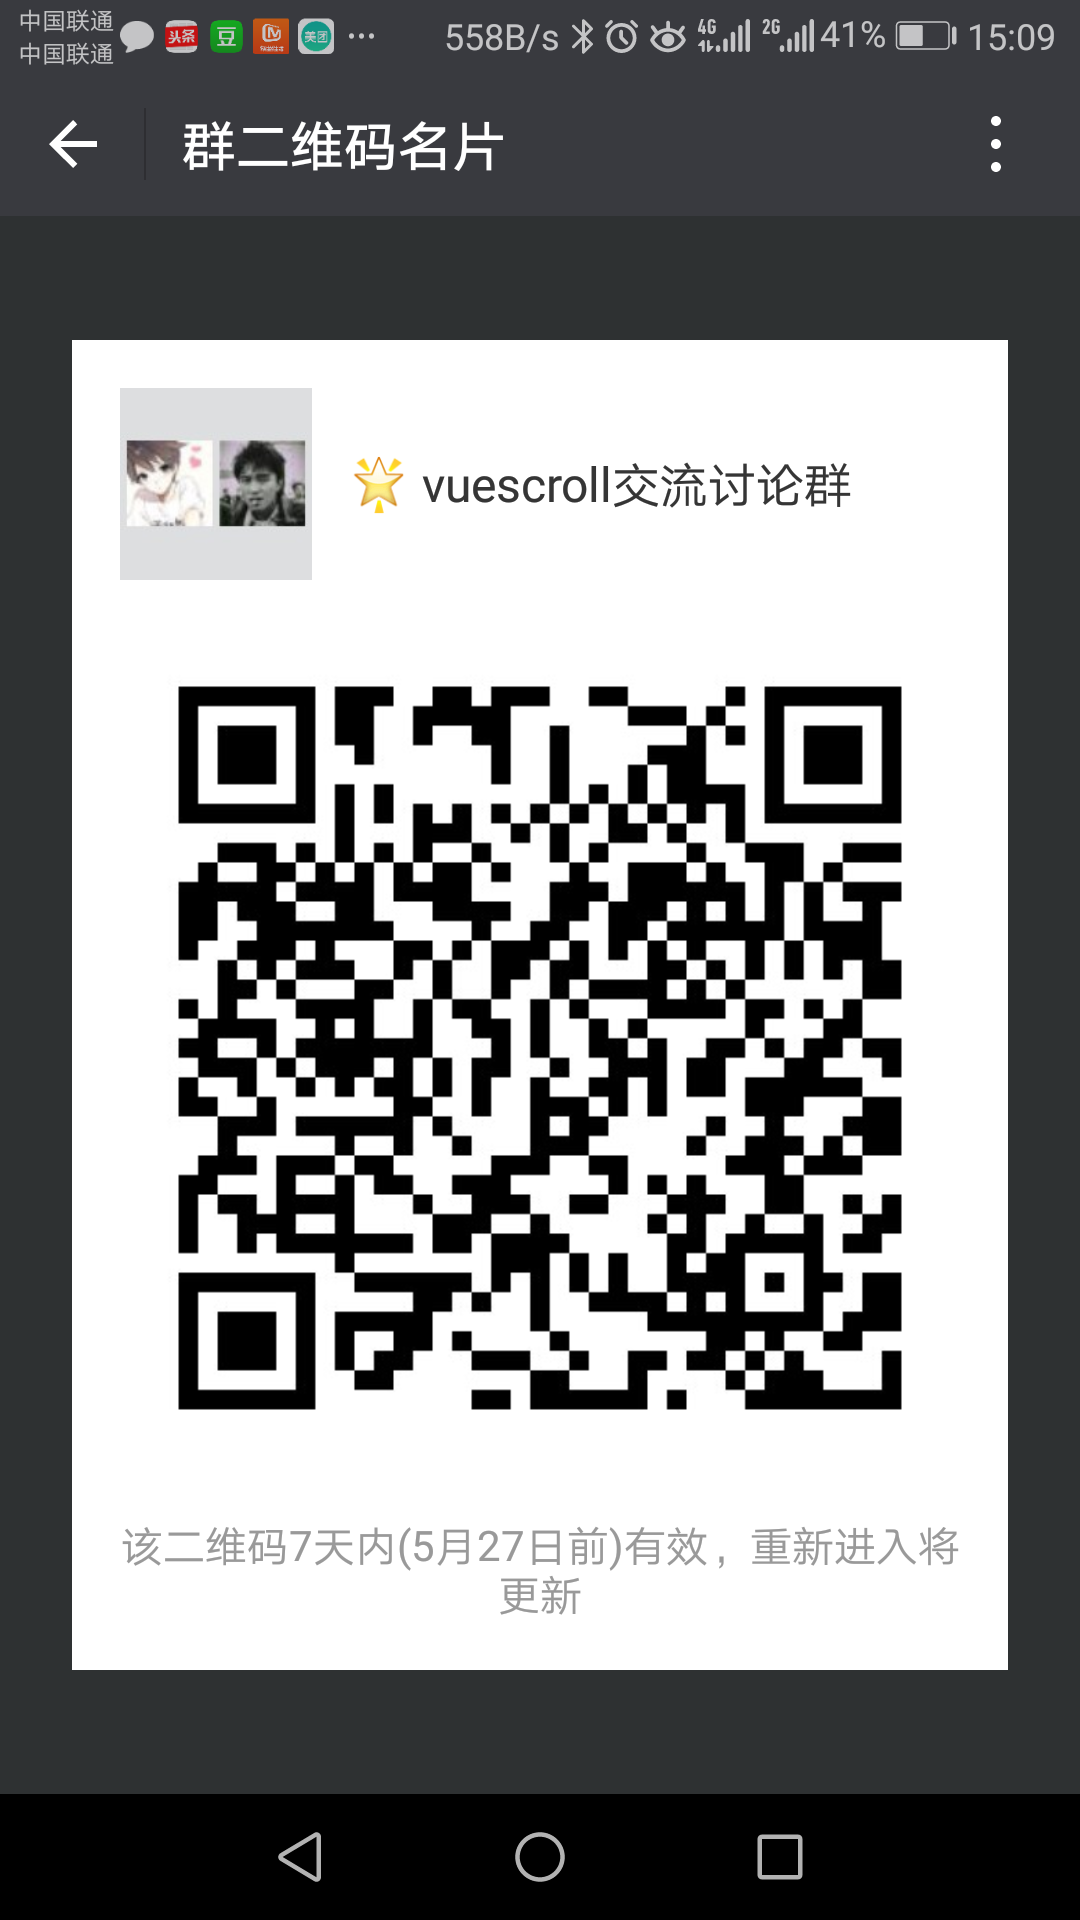 中国联通
中国联通
头条
豆
美团
558B/s
4G
2G
41%
15:09
群二维码名片
🌟 vuescroll交流讨论群
该二维码7天内(5月27日前)有效，重新进入将
更新